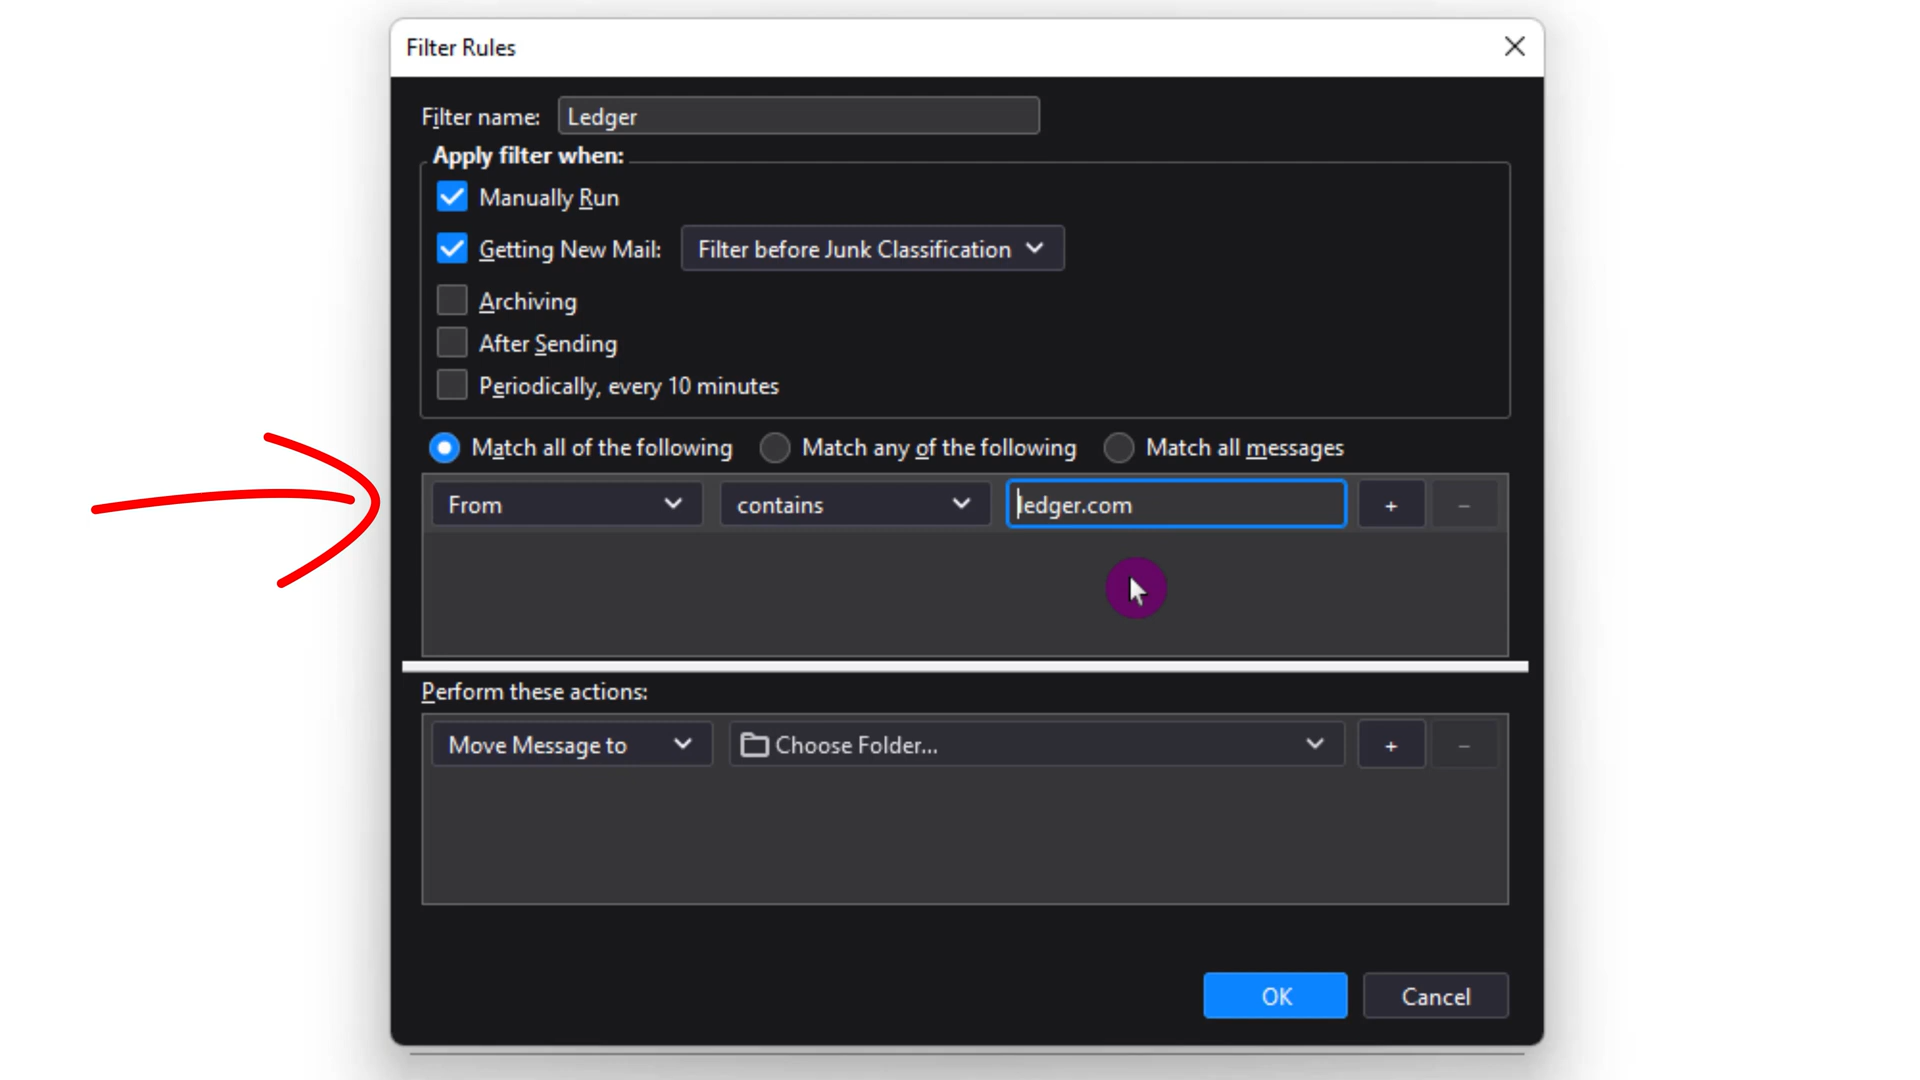 Filter Rules
Filter name: Ledger
Apply filter when:
Manually Run
Getting New Mail: Filter before Junk Classification
Archiving
After Sending
Periodically, every 10 minutes
Match all of the following Match any of the following Match all messages
From contains ledger.com + −
Perform these actions:
Move Message to Choose Folder... + −
OK Cancel